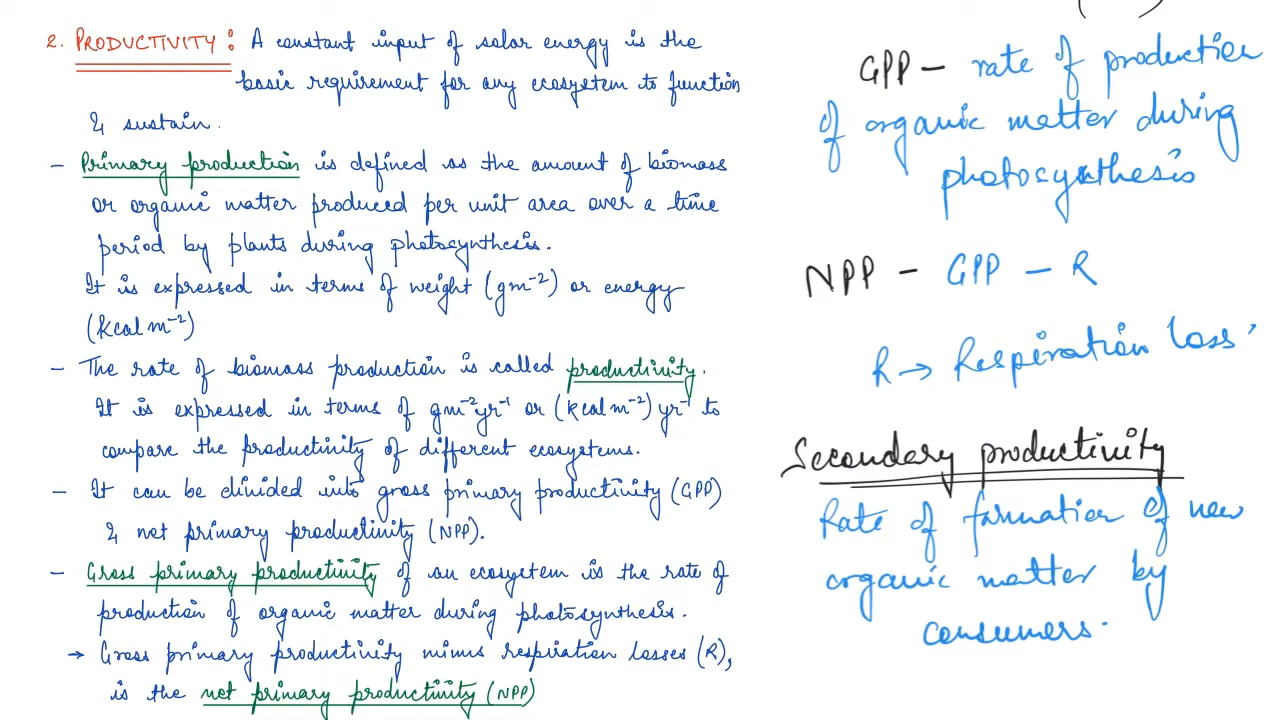 2. PRODUCTIVITY : A constant input of solar energy is the
basic requirement for any ecosystem to function
& sustain.
- Primary production is defined as the amount of biomass
or organic matter produced per unit area over a time
period by plants during photosynthesis.
It is expressed in terms of weight (gm⁻²) or energy
(kcal m⁻²)
- The rate of biomass production is called productivity.
It is expressed in terms of gm⁻²yr⁻¹ or (kcal m⁻²) yr⁻¹ to
compare the productivity of different ecosystems.
- It can be divided into gross primary productivity (GPP)
& net primary productivity (NPP).
- Gross primary productivity of an ecosystem is the rate of
production of organic matter during photosynthesis.
→ Gross primary productivity minus respiration losses (R),
is the net primary productivity (NPP)
GPP - rate of production
of organic matter during
photosynthesis
NPP - GPP - R
R → Respiration loss
Secondary productivity
Rate of formation of new
organic matter by
consumers.